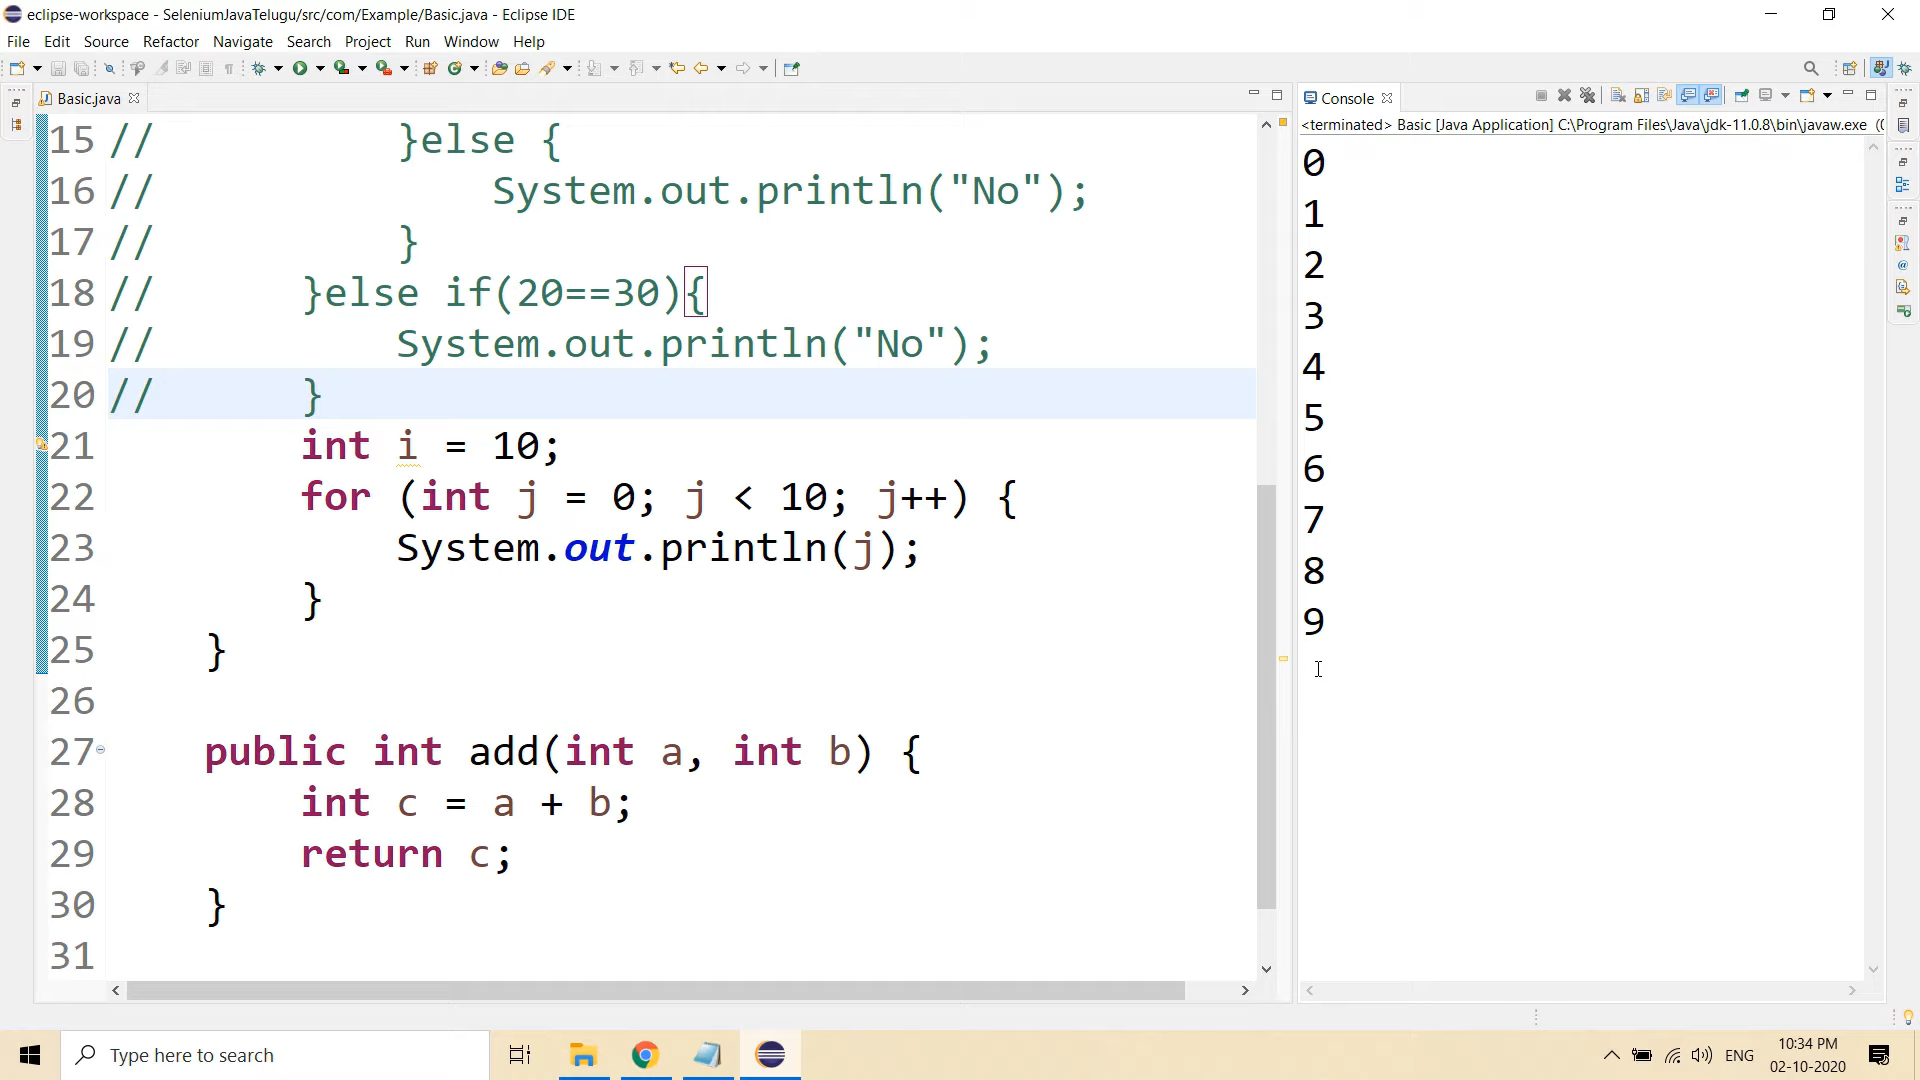 eclipse-workspace - SeleniumJavaTelugu/src/com/Example/Basic.java - Eclipse IDE
File Edit Source Refactor Navigate Search Project Run Window Help
Basic.java
15 //          }else {
16 //              System.out.println("No");
17 //          }
18 //      }else if(20==30){
19 //          System.out.println("No");
20 //      }
21        int i = 10;
22        for (int j = 0; j < 10; j++) {
23            System.out.println(j);
24        }
25    }
26
27    public int add(int a, int b) {
28        int c = a + b;
29        return c;
30    }
31
Console
<terminated> Basic [Java Application] C:\Program Files\Java\jdk-11.0.8\bin\javaw.exe (0
0
1
2
3
4
5
6
7
8
9
Type here to search
ENG
10:34 PM
02-10-2020